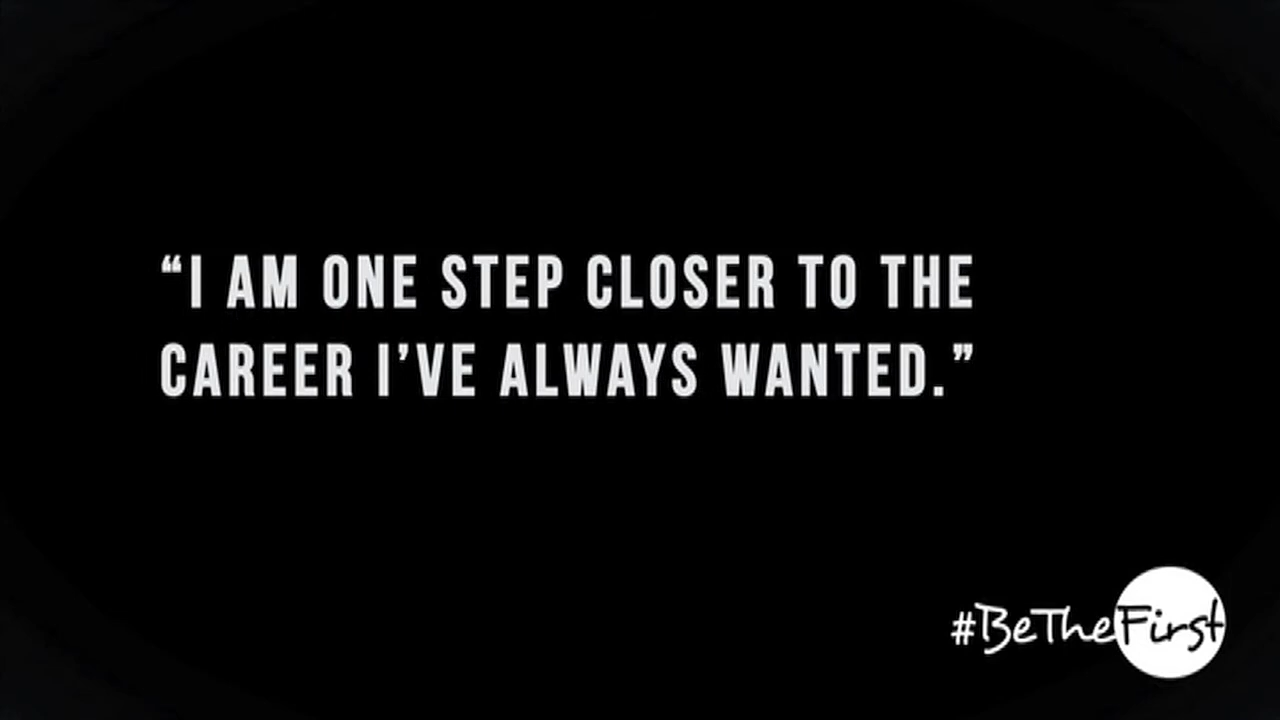 “I AM ONE STEP CLOSER TO THE
CAREER I’VE ALWAYS WANTED.”
#BeTheFirst